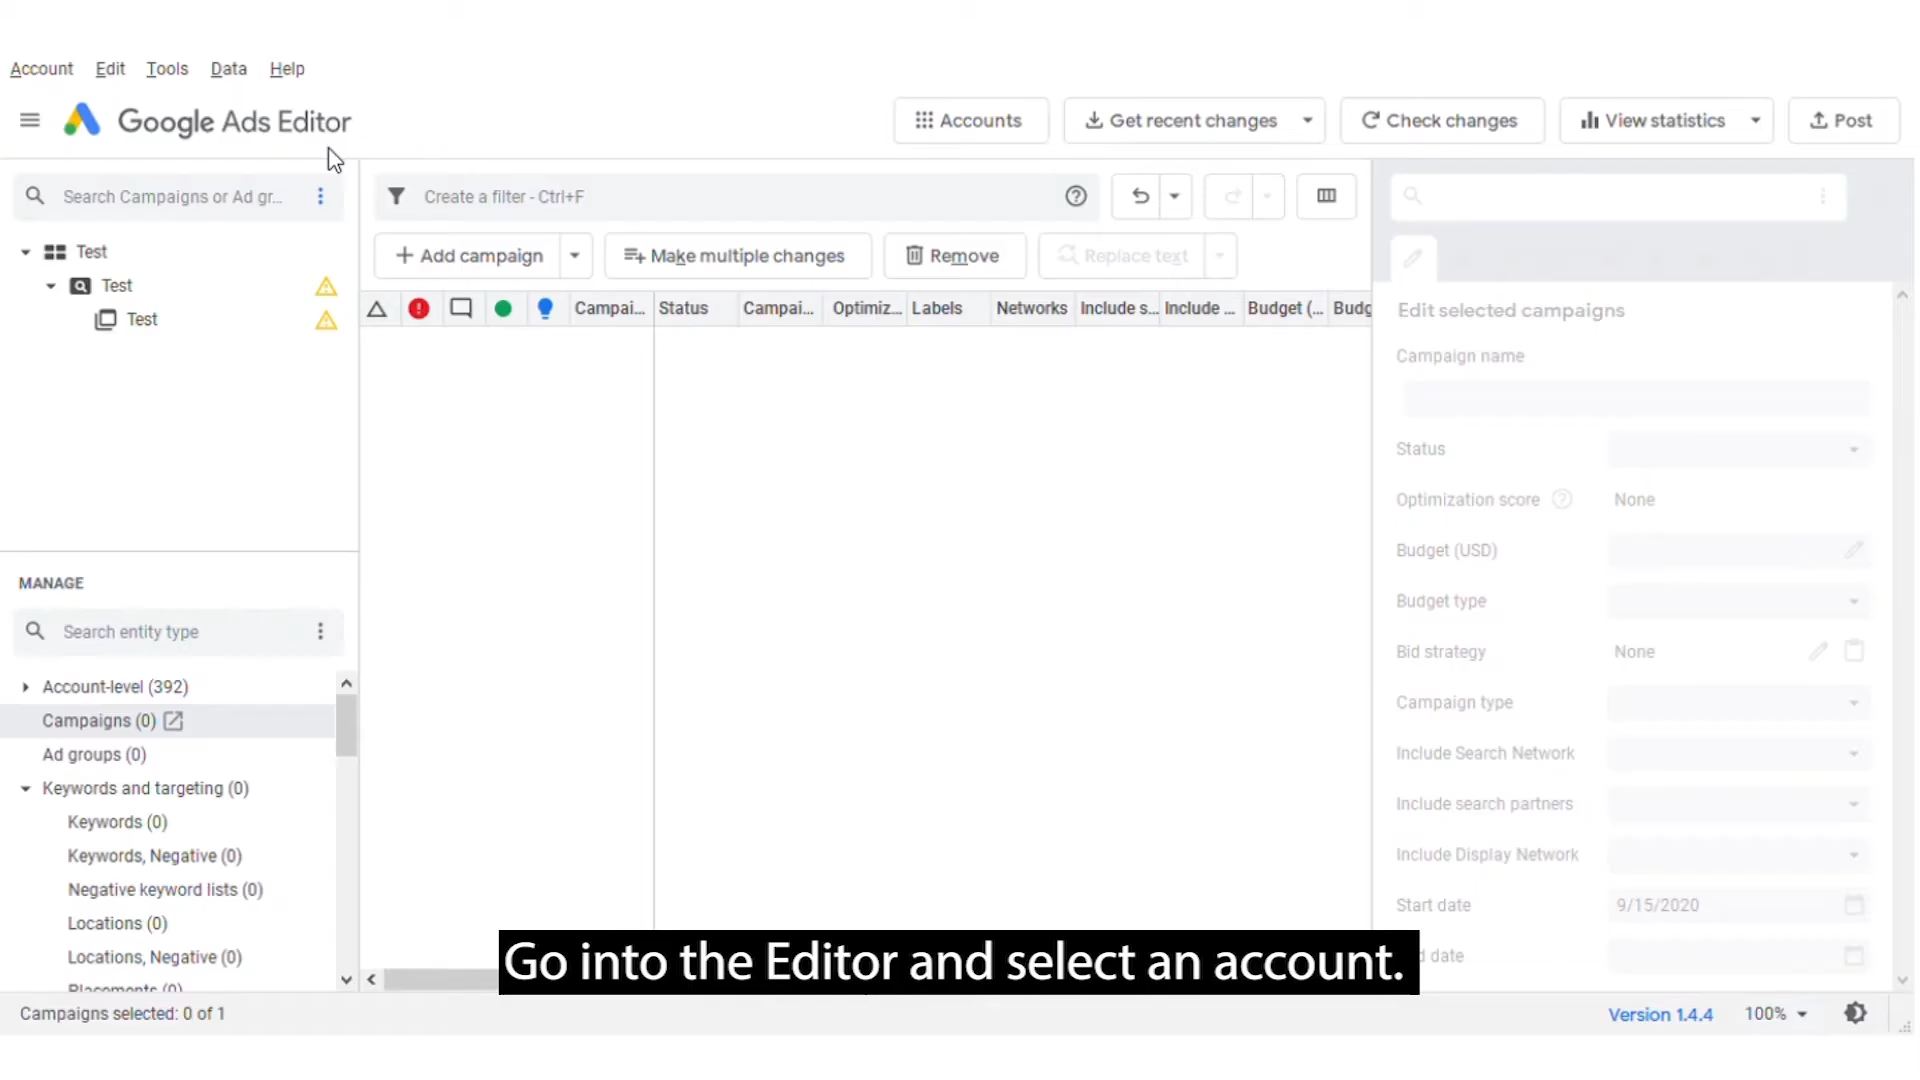 Account Edit Tools Data Help
Google Ads Editor
Accounts
Get recent changes
Check changes
View statistics
Post
Search Campaigns or Ad gr...
Create a filter - Ctrl+F
Test
Test
Test
+ Add campaign
Make multiple changes
Remove
Replace text
Campai... Status Campai... Optimiz... Labels Networks Include s... Include ... Budget (... Budg
Edit selected campaigns
Campaign name
Status
Optimization score ? None
Budget (USD)
Budget type
Bid strategy None
Campaign type
Include Search Network
Include search partners
Include Display Network
Start date 9/15/2020
d date
MANAGE
Search entity type
Account-level (392)
Campaigns (0)
Ad groups (0)
Keywords and targeting (0)
Keywords (0)
Keywords, Negative (0)
Negative keyword lists (0)
Locations (0)
Locations, Negative (0)
Placements (0)
Go into the Editor and select an account.
Campaigns selected: 0 of 1
Version 1.4.4 100%